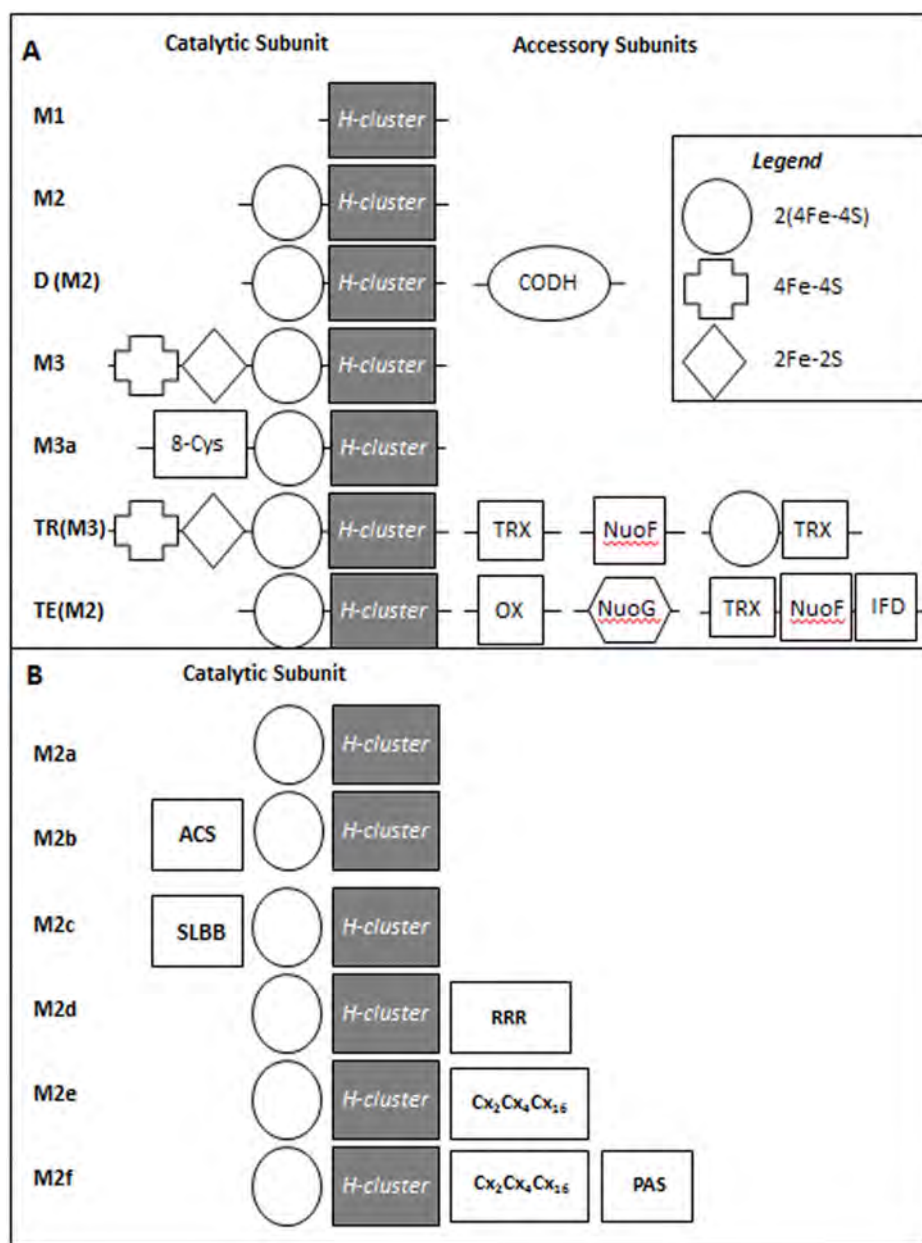 A
Catalytic Subunit Accessory Subunits
M1 H-cluster
Legend
M2 H-cluster 2(4Fe-4S)
D (M2) H-cluster CODH 4Fe-4S
M3 H-cluster 2Fe-2S
M3a 8-Cys H-cluster
TR(M3) H-cluster TRX NuoF TRX
TE(M2) H-cluster OX NuoG TRX NuoF IFD
B Catalytic Subunit
M2a H-cluster
M2b ACS H-cluster
M2c SLBB H-cluster
M2d H-cluster RRR
M2e H-cluster Cx₂Cx₄Cx₁₆
M2f H-cluster Cx₂Cx₄Cx₁₆ PAS